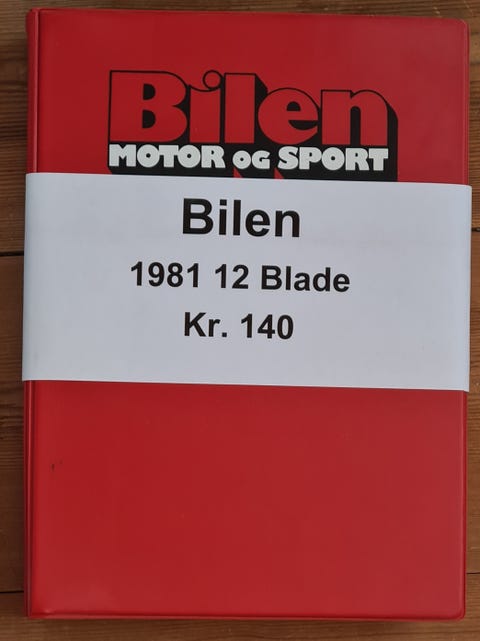 Bilen
MOTOR OG SPORT
Bilen
1981 12 Blade
Kr. 140